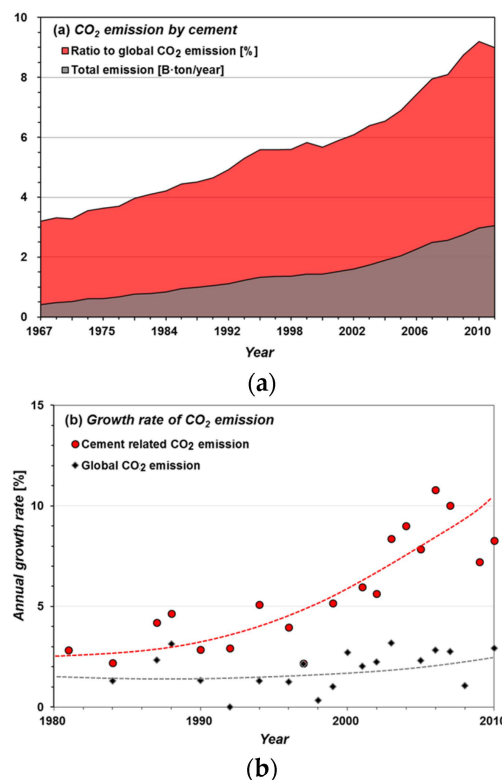 (a) CO2 emission by cement
Ratio to global CO2 emission [%]
Total emission [B·ton/year]
10
8
6
4
2
0
1967 1975 1984 1992 1998 2002 2006 2010
Year
(a)
(b) Growth rate of CO2 emission
Cement related CO2 emission
Global CO2 emission
Annual growth rate [%]
15
10
5
0
1980 1990 2000 2010
Year
(b)